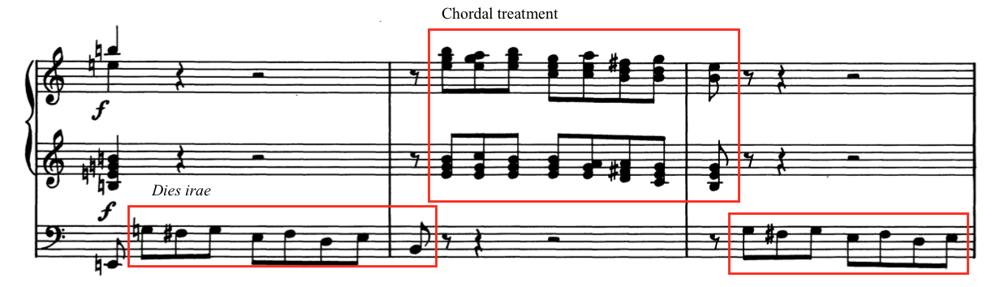 Chordal treatment
f
Dies irae
f